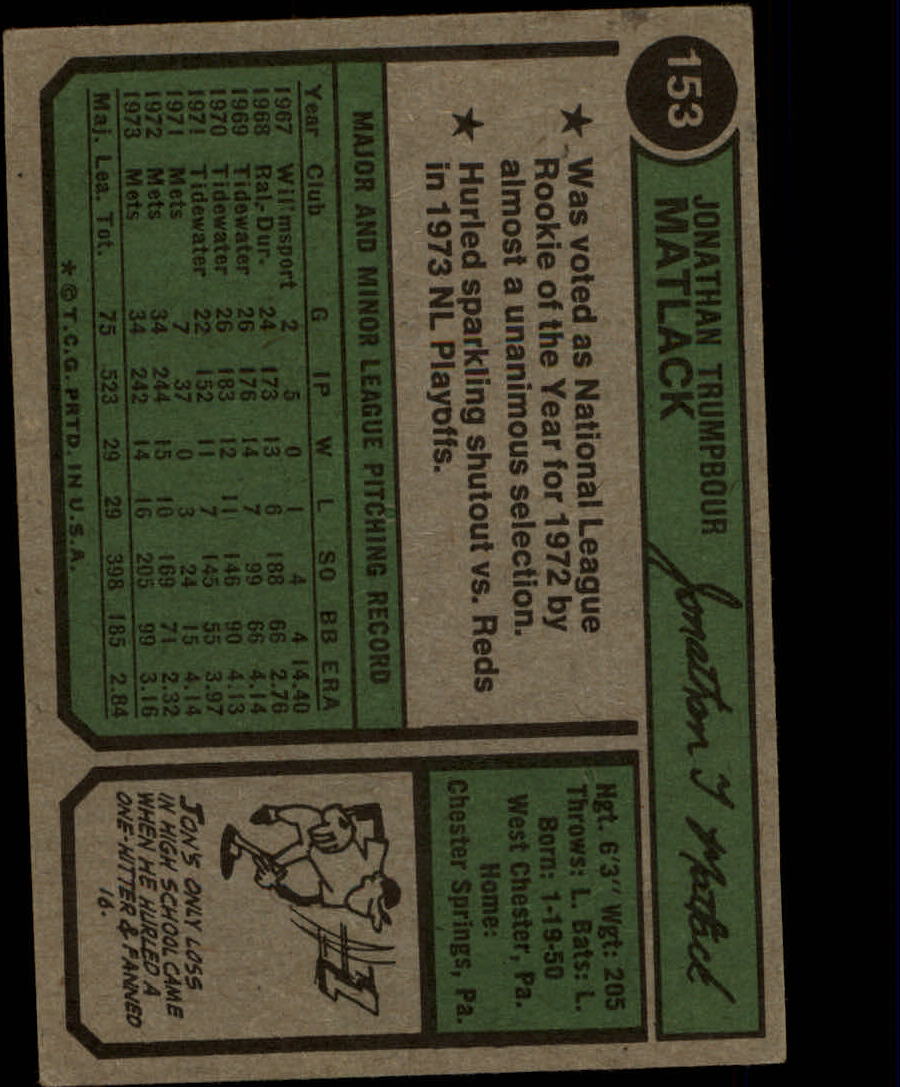 153
JONATHAN TRUMPBOUR
MATLACK
Jonathan T Matlack
★ Was voted as National League
Rookie of the Year for 1972 by
almost a unanimous selection.
★ Hurled sparkling shutout vs. Reds
in 1973 NL Playoffs.
MAJOR AND MINOR LEAGUE PITCHING RECORD
Year Club G IP W L SO BB ERA
1967 Wil'msport 2 5 0 1 4 4 14.40
1968 Ral.-Dur. 24 173 13 6 188 66 2.76
1969 Tidewater 26 176 14 7 99 66 4.14
1970 Tidewater 26 183 12 11 146 90 4.13
1971 Tidewater 22 152 11 7 145 55 3.97
1971 Mets 7 37 0 3 24 15 4.14
1972 Mets 34 244 15 10 169 71 2.32
1973 Mets 34 242 14 16 205 99 3.16
Maj. Lea. Tot. 75 523 29 29 398 185 2.84
* © T.C.G. PRTD. IN U.S.A.
Hgt. 6'3" Wgt: 205
Throws: L. Bats: L.
Born: 1-19-50
West Chester, Pa.
Home:
Chester Springs, Pa.
JON'S ONLY LOSS
IN HIGH SCHOOL CAME
WHEN HE HURLED A
ONE-HITTER & FANNED
16.